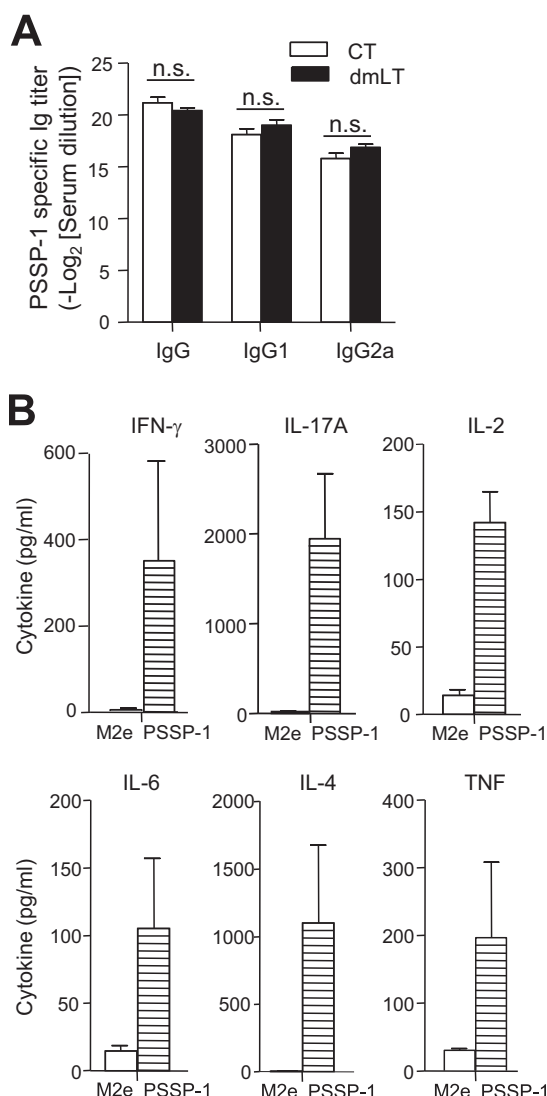 A
CT
dmLT
PSSP-1 specific Ig titer
(-Log₂ [Serum dilution])
25
20
15
10
5
0
n.s.
n.s.
n.s.
IgG
IgG1
IgG2a
B
IFN-γ
IL-17A
IL-2
Cytokine (pg/ml)
600
400
200
0
3000
2000
1000
0
200
150
100
50
0
M2e PSSP-1
M2e PSSP-1
M2e PSSP-1
IL-6
IL-4
TNF
Cytokine (pg/ml)
200
150
100
50
0
2000
1500
1000
500
0
400
300
200
100
0
M2e PSSP-1
M2e PSSP-1
M2e PSSP-1